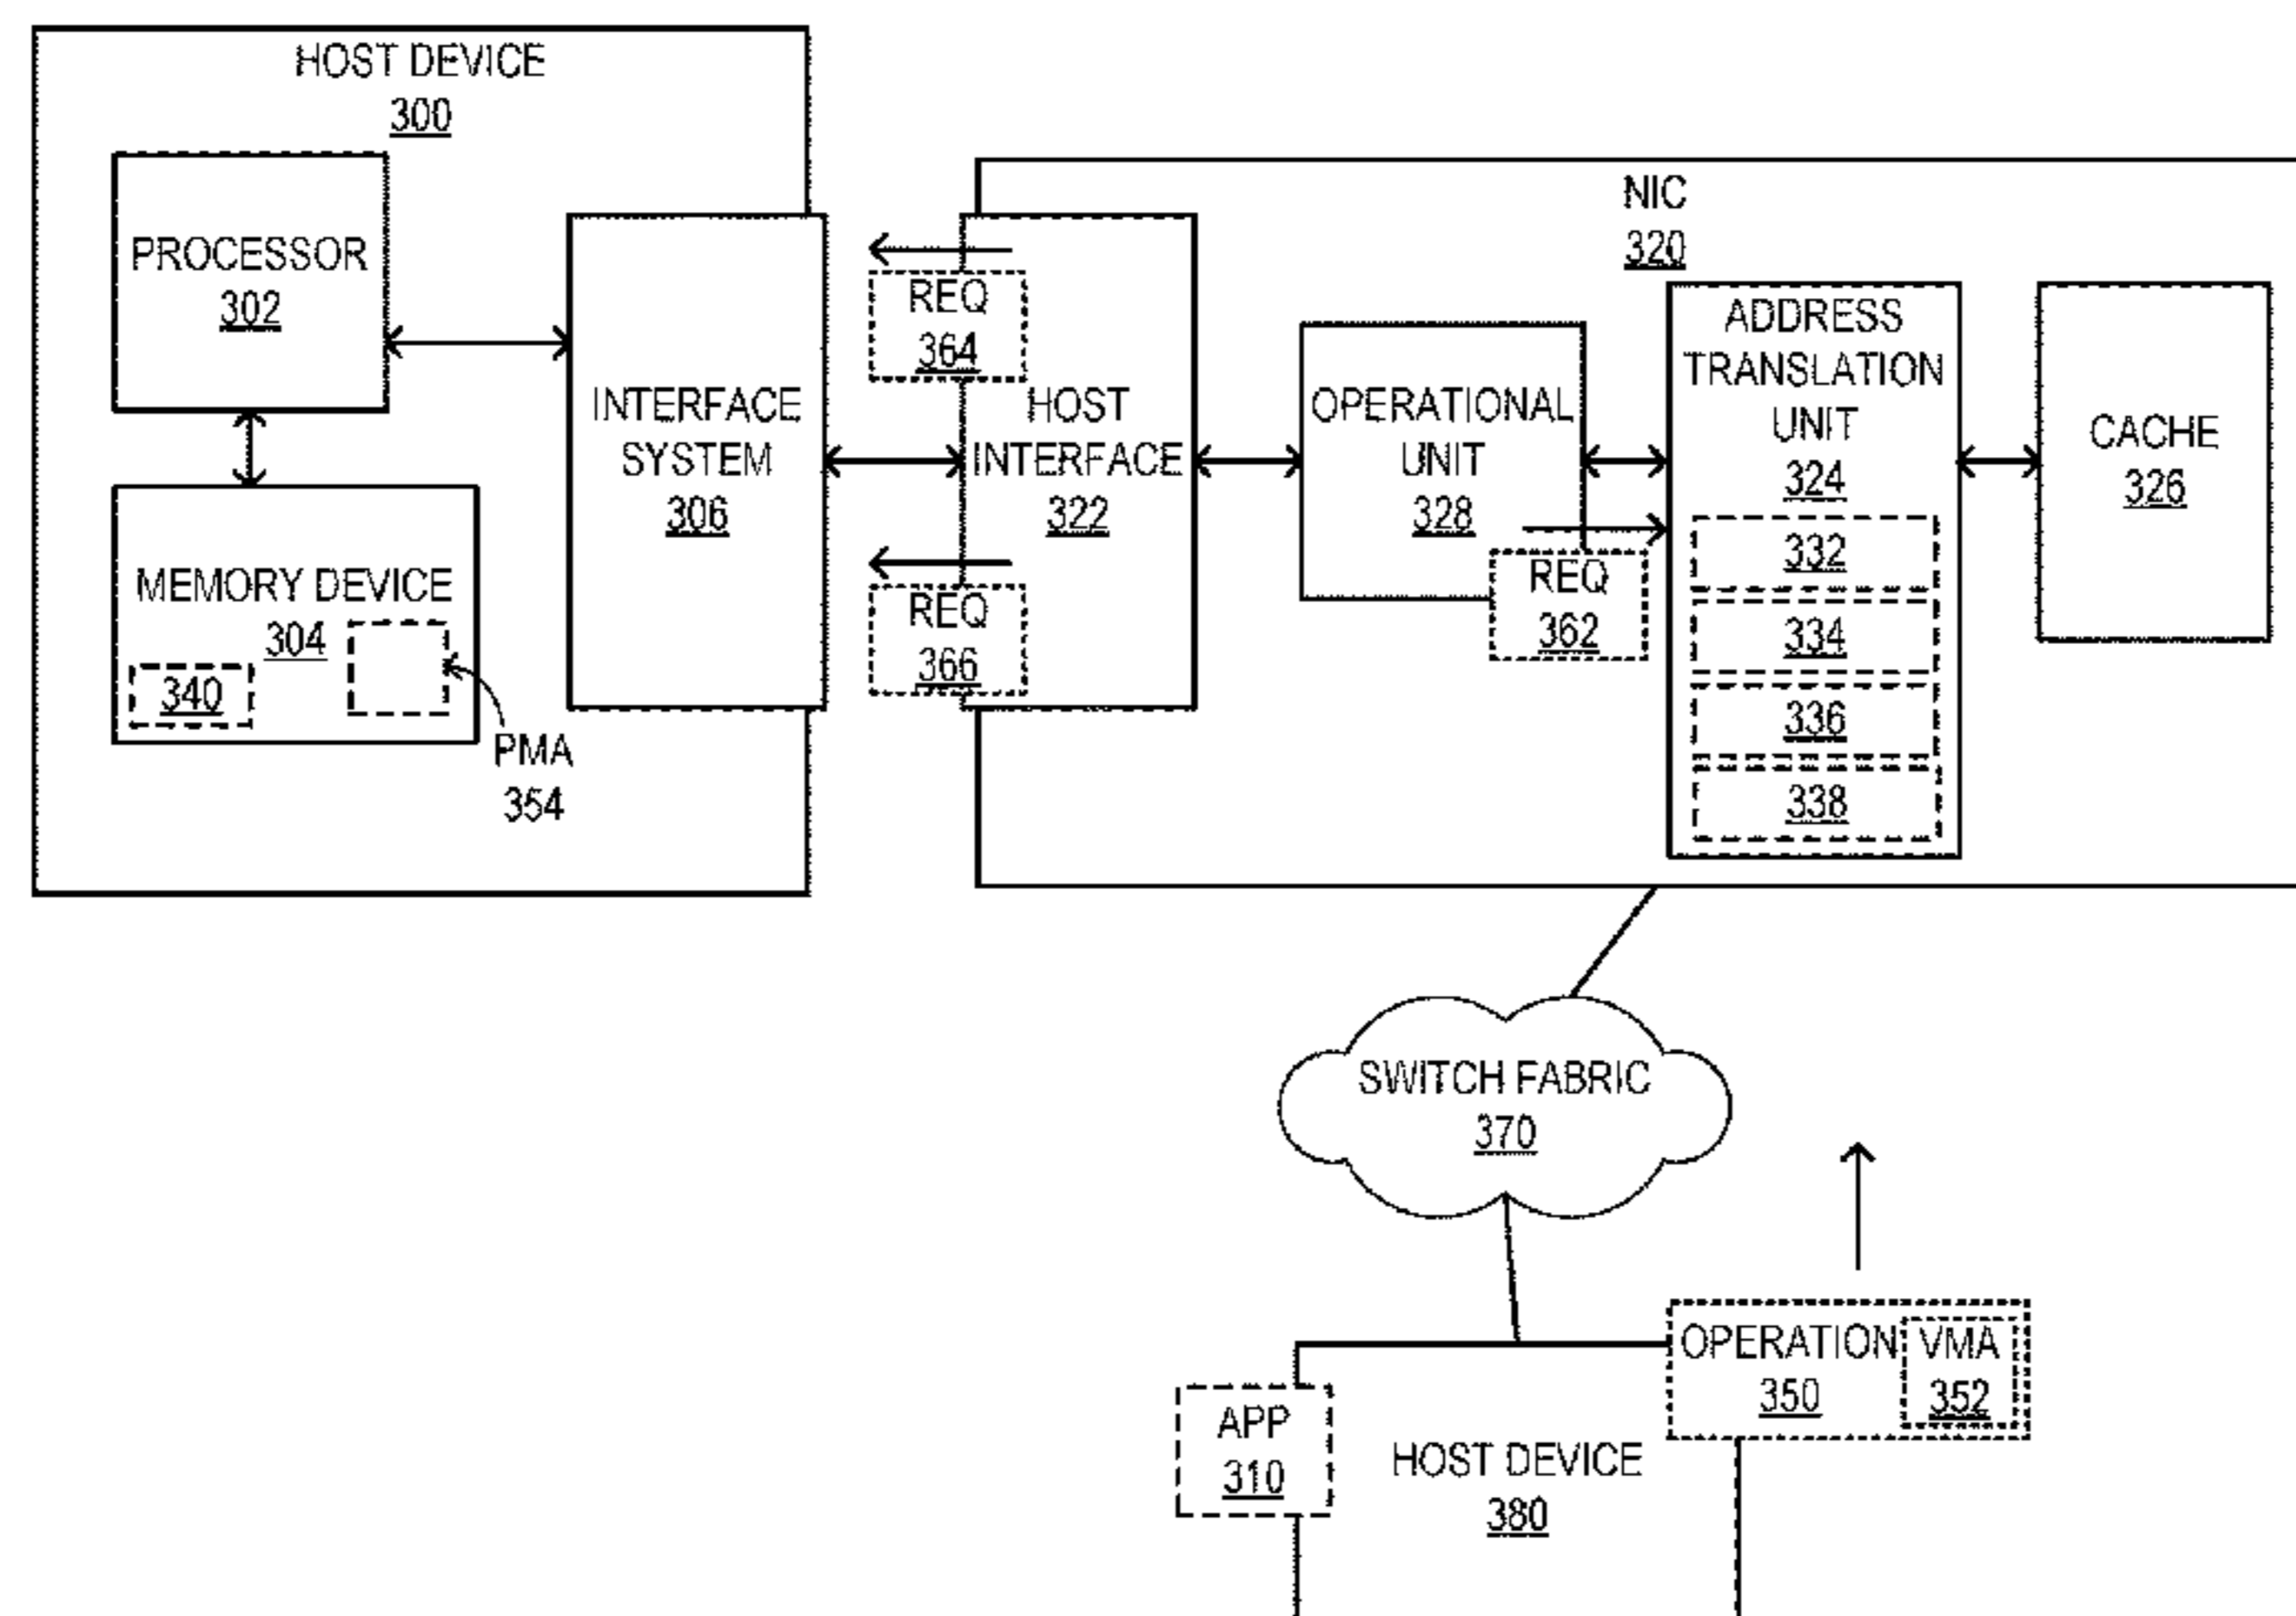 HOST DEVICE
300
PROCESSOR
302
MEMORY DEVICE
304
340
PMA
354
INTERFACE
SYSTEM
306
REQ
364
REQ
366
HOST
INTERFACE
322
NIC
320
OPERATIONAL
UNIT
328
REQ
362
ADDRESS
TRANSLATION
UNIT
324
332
334
336
338
CACHE
326
SWITCH FABRIC
370
OPERATION
350
VMA
352
APP
310
HOST DEVICE
380